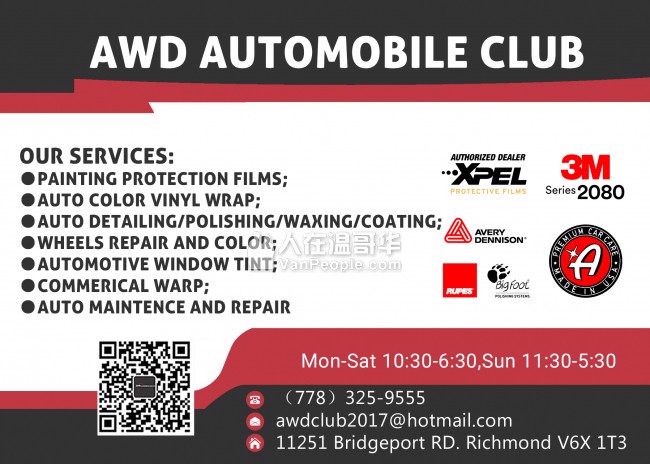 AWD AUTOMOBILE CLUB
OUR SERVICES:
●PAINTING PROTECTION FILMS;
●AUTO COLOR VINYL WRAP;
●AUTO DETAILING/POLISHING/WAXING/COATING;
●WHEELS REPAIR AND COLOR;
●AUTOMOTIVE WINDOW TINT;
●COMMERICAL WARP;
●AUTO MAINTENCE AND REPAIR
人在温哥华
VanPeople.com
AUTHORIZED DEALER
XPEL
PROTECTIVE FILMS
3M
Series 2080
AVERY
DENNISON®
PREMIUM CAR CARE
A
MADE IN USA
RUPES
BigFoot
POLISHING SYSTEMS
Mon-Sat 10:30-6:30,Sun 11:30-5:30
（778）325-9555
awdclub2017@hotmail.com
11251 Bridgeport RD. Richmond V6X 1T3